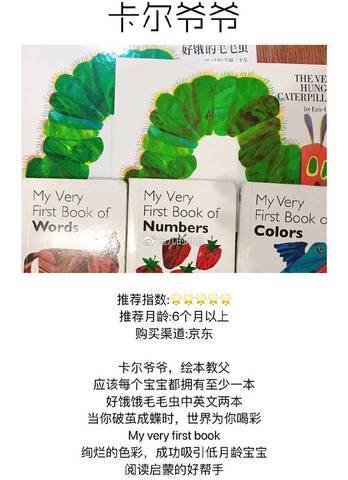 卡尔爷爷
好饿的毛毛虫
THE VE
HUNG
CATERPIL
by Eric C
My Very
First Book of
Words
My Very
First Book of
Numbers
My Very
First Book o
Colors
推荐指数:🌟🌟🌟🌟🌟
推荐月龄:6个月以上
购买渠道:京东
卡尔爷爷，绘本教父
应该每个宝宝都拥有至少一本
好饿饿毛毛虫中英文两本
当你破茧成蝶时，世界为你喝彩
My very first book
绚烂的色彩，成功吸引低月龄宝宝
阅读启蒙的好帮手